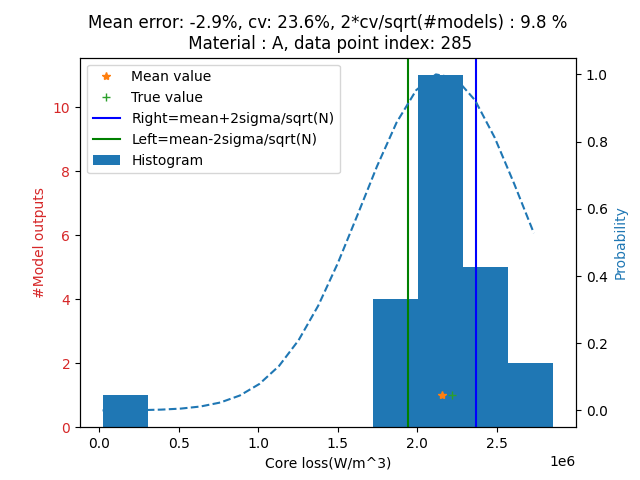 Mean error: -2.9%, cv: 23.6%, 2*cv/sqrt(#models) : 9.8 %
Material : A, data point index: 285
Mean value
True value
Right=mean+2sigma/sqrt(N)
Left=mean-2sigma/sqrt(N)
Histogram
#Model outputs
10
8
6
4
2
0
1.0
0.8
0.6
0.4
0.2
0.0
Probability
0.0 0.5 1.0 1.5 2.0 2.5
1e6
Core loss(W/m^3)